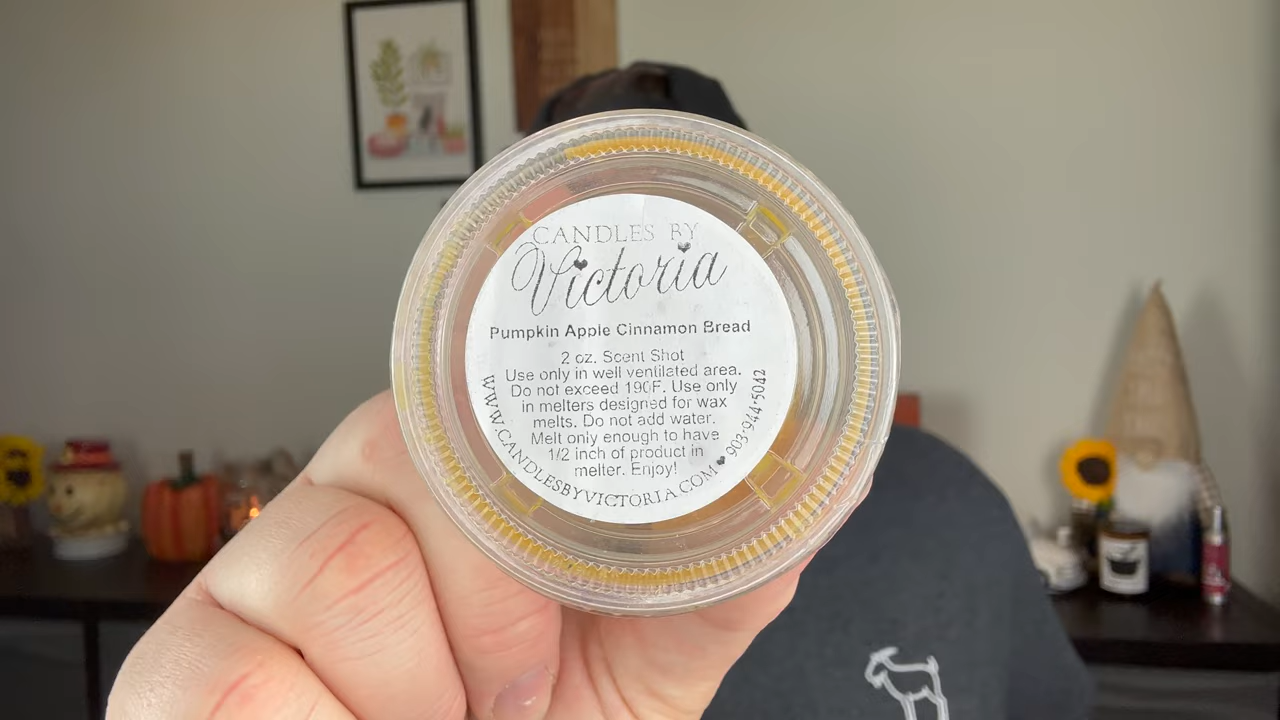 CANDLES BY
Victoria
Pumpkin Apple Cinnamon Bread
2 oz. Scent Shot
Use only in well ventilated area.
Do not exceed 190F. Use only
in melters designed for wax
melts. Do not add water.
Melt only enough to have
1/2 inch of product in
melter. Enjoy!
WWW.CANDLESBYVICTORIA.COM ♥ 903·944·5042